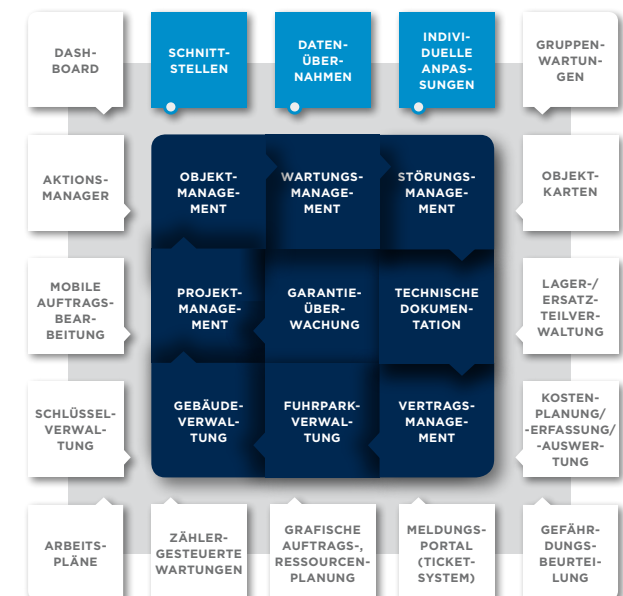 DASH-
BOARD
SCHNITT-
STELLEN
DATEN-
ÜBER-
NAHMEN
INDIVI-
DUELLE
ANPAS-
SUNGEN
GRUPPEN-
WARTUN-
GEN
AKTIONS-
MANAGER
OBJEKT-
MANAGE-
MENT
WARTUNGS-
MANAGE-
MENT
STÖRUNGS-
MANAGE-
MENT
OBJEKT-
KARTEN
MOBILE
AUFTRAGS-
BEAR-
BEITUNG
PROJEKT-
MANAGE-
MENT
GARANTIE-
ÜBER-
WACHUNG
TECHNISCHE
DOKUMEN-
TATION
LAGER-/
ERSATZ-
TEILVER-
WALTUNG
SCHLÜSSEL-
VERWAL-
TUNG
GEBÄUDE-
VERWAL-
TUNG
FUHRPARK-
VERWAL-
TUNG
VERTRAGS-
MANAGE-
MENT
KOSTEN-
PLANUNG/
-ERFASSUNG/
-AUSWER-
TUNG
ARBEITS-
PLÄNE
ZÄHLER-
GESTEUERTE
WARTUNGEN
GRAFISCHE
AUFTRAGS-,
RESSOURCEN-
PLANUNG
MELDUNGS-
PORTAL
(TICKET-
SYSTEM)
GEFÄHR-
DUNGS-
BEURTEI-
LUNG